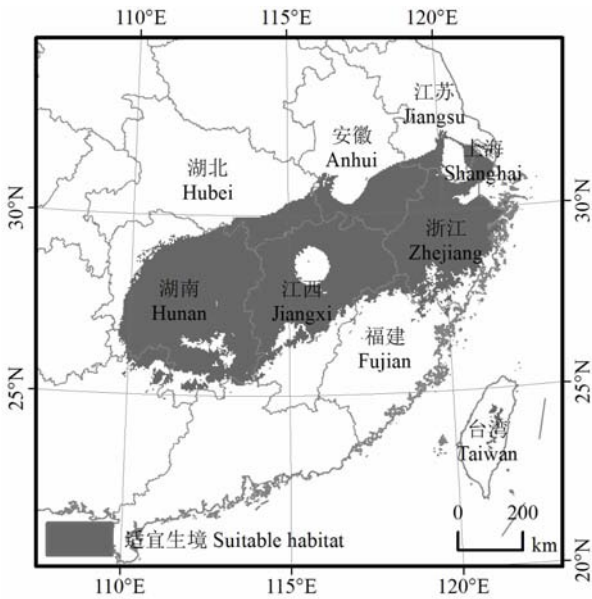 110°E 115°E 120°E
江苏
Jiangsu
安徽
Anhui
上海
Shanghai
湖北
Hubei
30°N 30°N
浙江
Zhejiang
湖南
Hunan
江西
Jiangxi
福建
Fujian
25°N 25°N
台湾
Taiwan
0 200
km
适宜生境 Suitable habitat
20°N
110°E 115°E 120°E